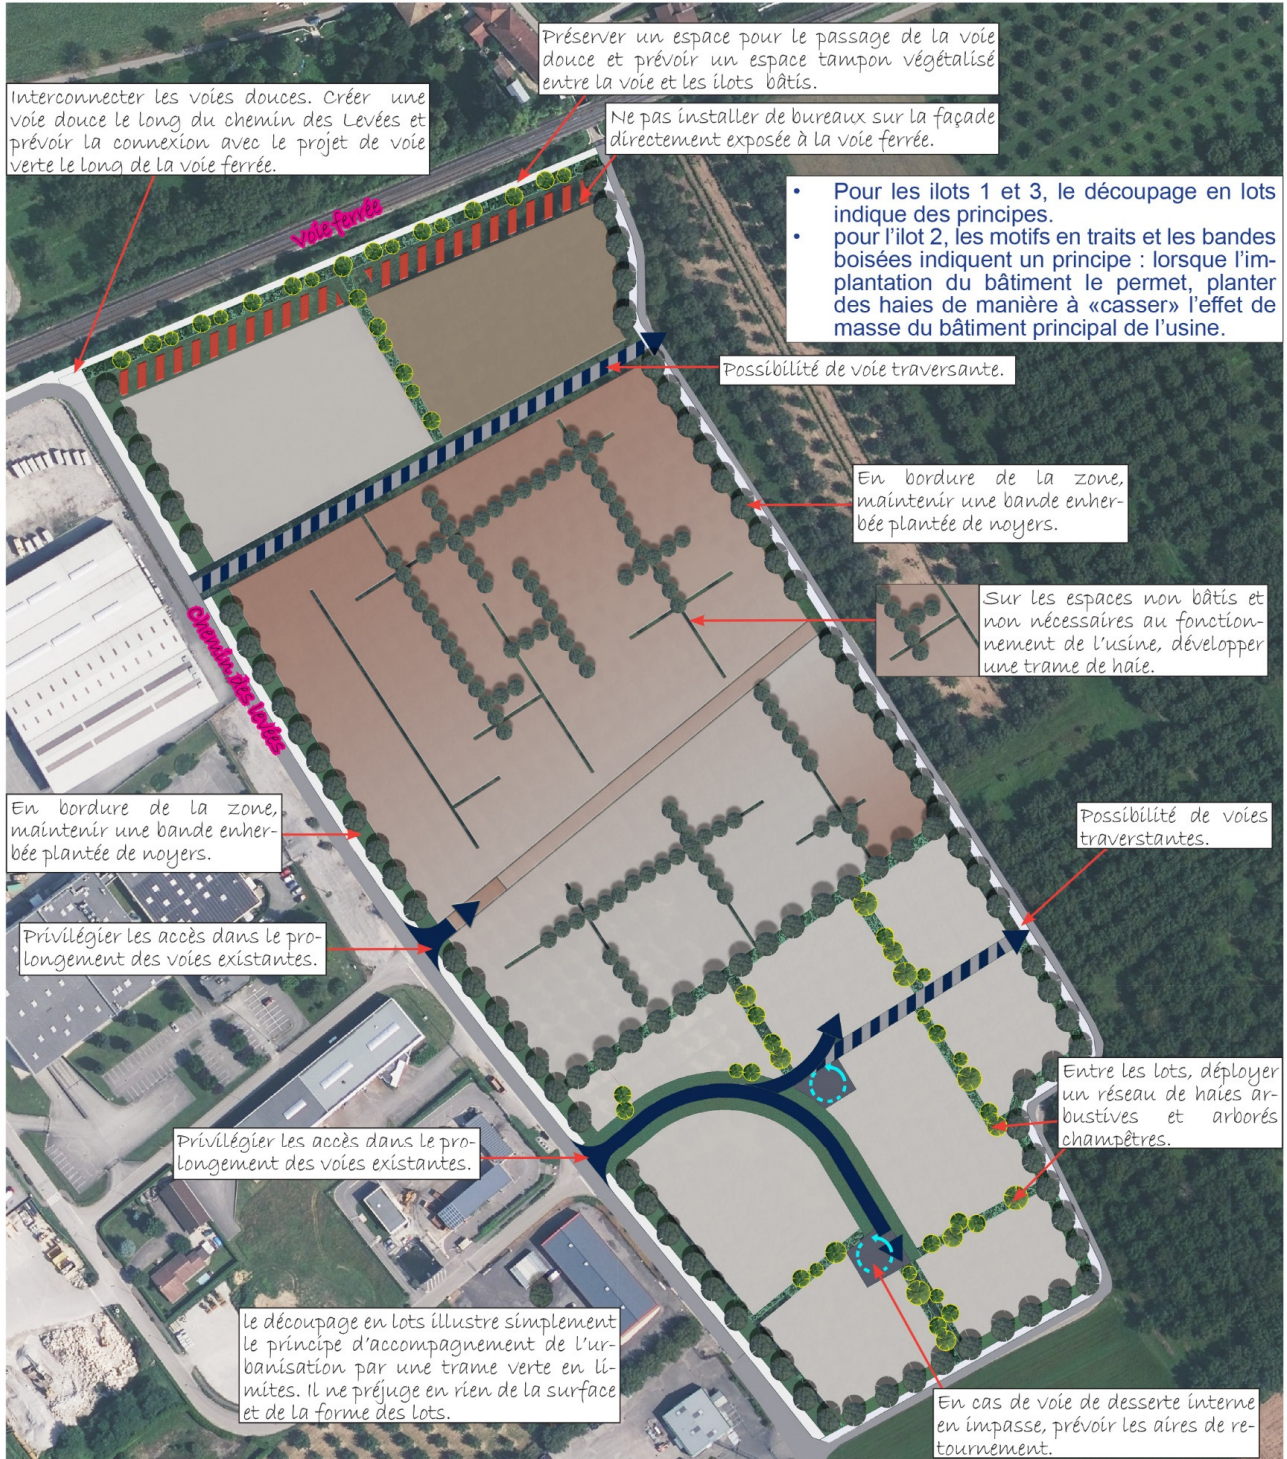 Préserver un espace pour le passage de la voie
douce et prévoir un espace tampon végétalisé
entre la voie et les ilots bâtis.
Interconnecter les voies douces. Créer une
voie douce le long du chemin des Levées et
prévoir la connexion avec le projet de voie
verte le long de la voie ferrée.
Ne pas installer de bureaux sur la façade
directement exposée à la voie ferrée.
• Pour les ilots 1 et 3, le découpage en lots
indique des principes.
• pour l'ilot 2, les motifs en traits et les bandes
boisées indiquent un principe : lorsque l'im-
plantation du bâtiment le permet, planter
des haies de manière à «casser» l'effet de
masse du bâtiment principal de l'usine.
Voie ferrée
Possibilité de voie traversante.
En bordure de la zone,
maintenir une bande enher-
bée plantée de noyers.
Sur les espaces non bâtis et
non nécessaires au fonction-
nement de l'usine, développer
une trame de haie.
Chemin des levées
En bordure de la zone,
maintenir une bande enher-
bée plantée de noyers.
Possibilité de voies
traverstantes.
Privilégier les accès dans le pro-
longement des voies existantes.
Entre les lots, déployer
un réseau de haies ar-
bustives et arborés
champêtres.
Privilégier les accès dans le pro-
longement des voies existantes.
le découpage en lots illustre simplement
le principe d'accompagnement de l'ur-
banisation par une trame verte en li-
mites. Il ne préjuge en rien de la surface
et de la forme des lots.
En cas de voie de desserte interne
en impasse, prévoir les aires de re-
tournement.